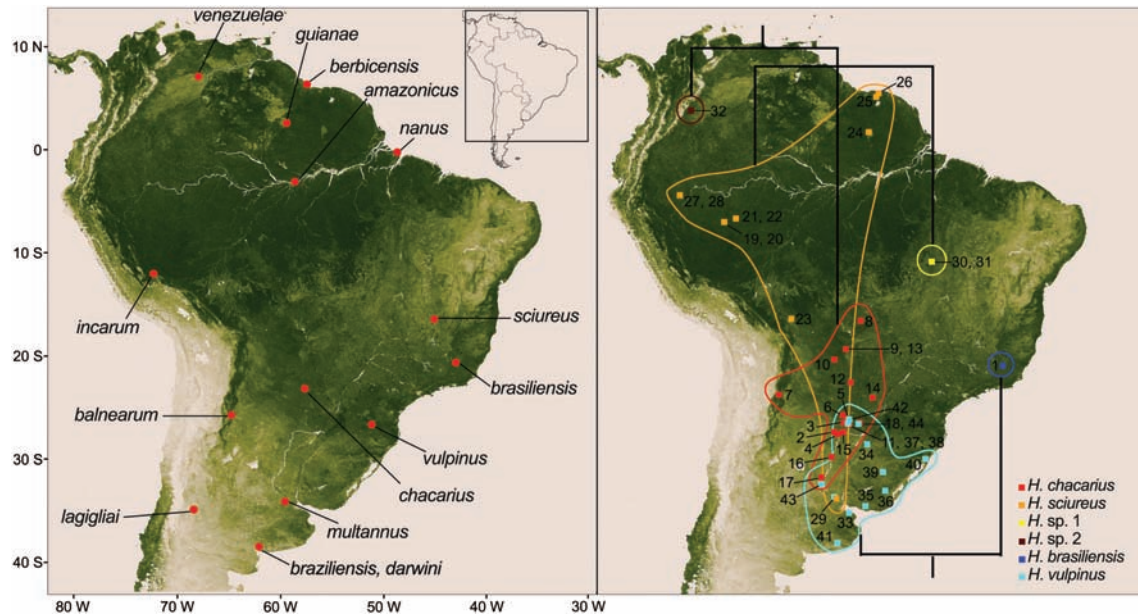 venezuelae
guianae
berbicensis
amazonicus
nanus
incarum
sciureus
brasiliensis
balnearum
vulpinus
chacarius
lagigliai
multannus
braziliensis, darwini
10 N
0
10 S
20 S
30 S
40 S
80 W
70 W
60 W
50 W
40 W
30 W
26
25
32
24
27, 28
21, 22
19, 20
30, 31
23
8
9, 13
10
1
12
7
14
5
6
42
3
18, 44
2
11, 37, 38
4
15
34
40
16
39
17
43
35
36
29
33
41
H. chacarius
H. sciureus
H. sp. 1
H. sp. 2
H. brasiliensis
H. vulpinus